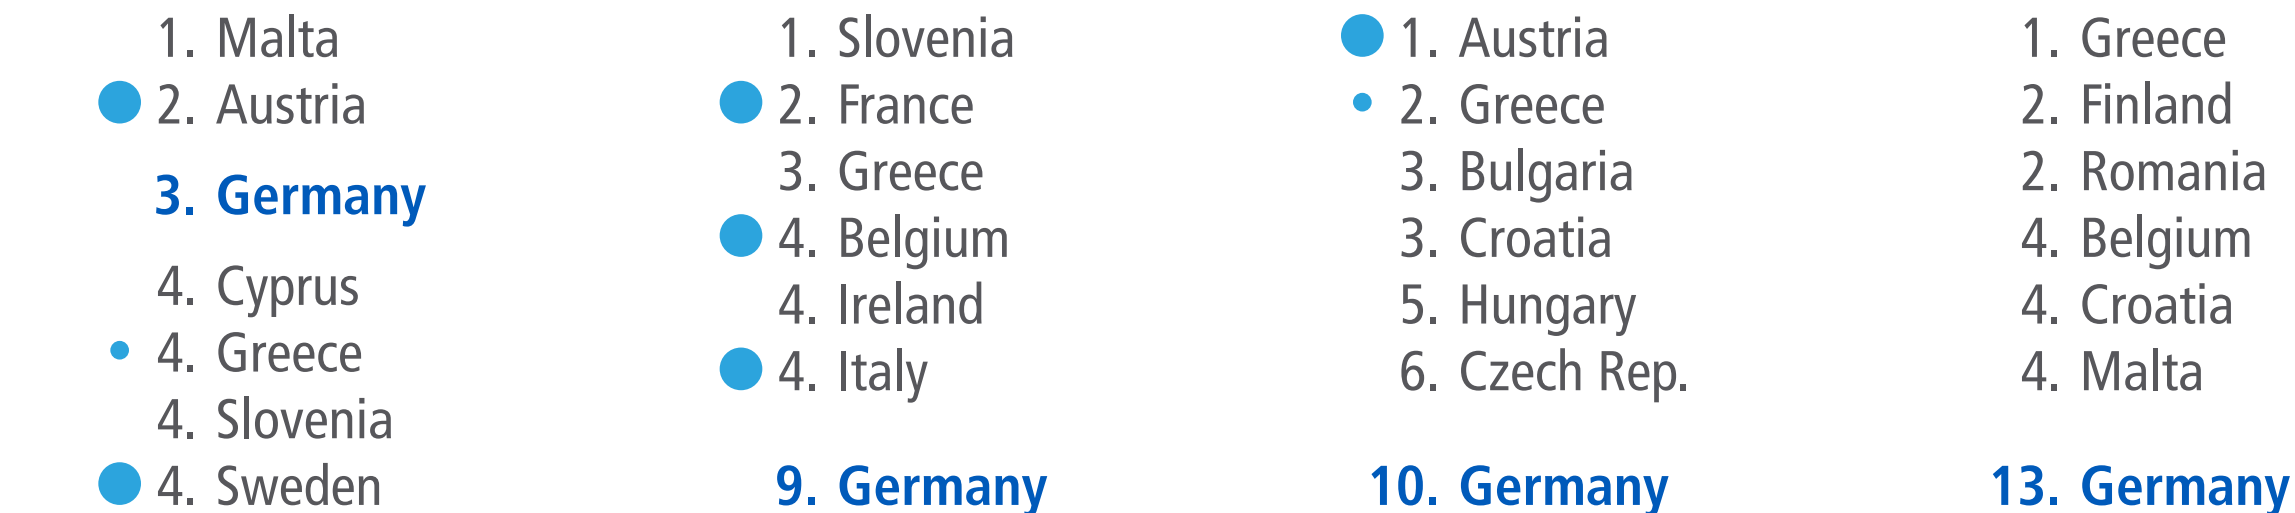 1. Malta
2. Austria
3. Germany
4. Cyprus
4. Greece
4. Slovenia
4. Sweden
1. Slovenia
2. France
3. Greece
4. Belgium
4. Ireland
4. Italy
9. Germany
1. Austria
2. Greece
3. Bulgaria
3. Croatia
5. Hungary
6. Czech Rep.
10. Germany
1. Greece
2. Finland
2. Romania
4. Belgium
4. Croatia
4. Malta
13. Germany